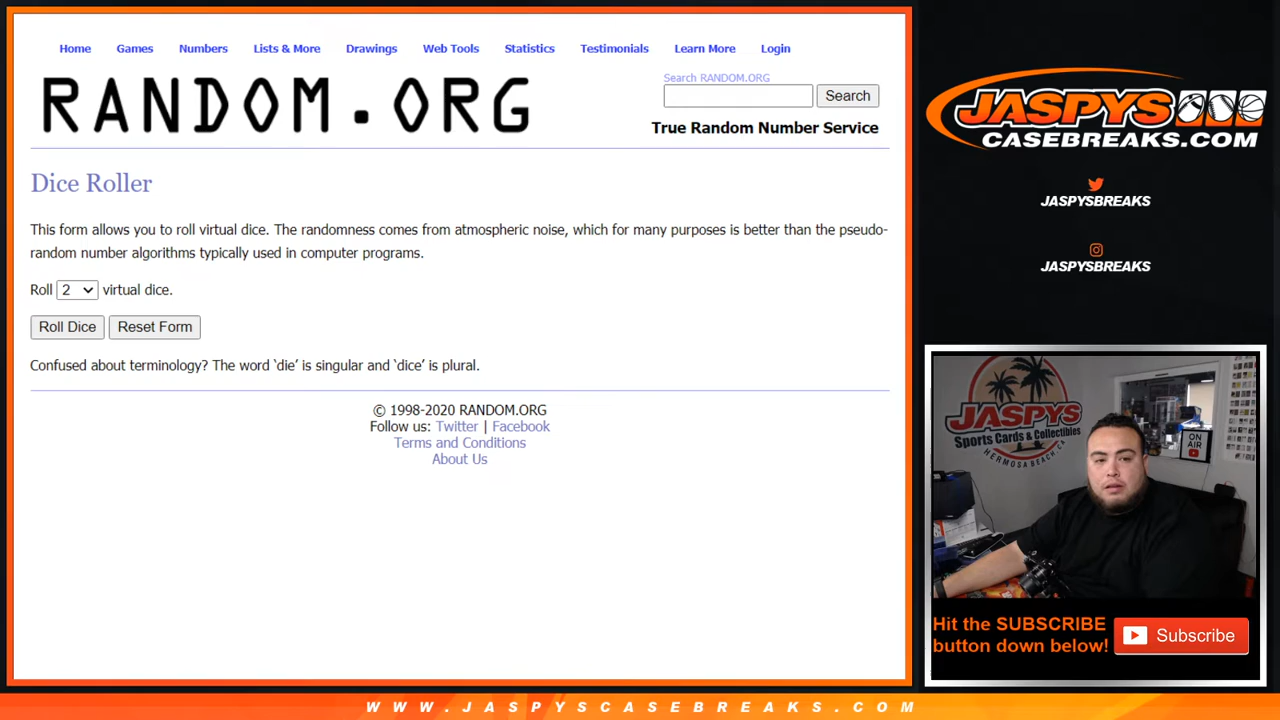 Home Games Numbers Lists & More Drawings Web Tools Statistics Testimonials Learn More Login
RANDOM.ORG
Search RANDOM.ORG
Search
True Random Number Service
Dice Roller
This form allows you to roll virtual dice. The randomness comes from atmospheric noise, which for many purposes is better than the pseudo-
random number algorithms typically used in computer programs.
Roll 2 virtual dice.
Roll Dice Reset Form
Confused about terminology? The word ‘die’ is singular and ‘dice’ is plural.
© 1998-2020 RANDOM.ORG
Follow us: Twitter | Facebook
Terms and Conditions
About Us
JASPYS
CASEBREAKS.COM
JASPYSBREAKS
JASPYSBREAKS
JASPYS
Sports Cards & Collectibles
HERMOSA BEACH, CA
ON
AIR
Hit the SUBSCRIBE
button down below!
Subscribe
WWW.JASPYSCASEBREAKS.COM